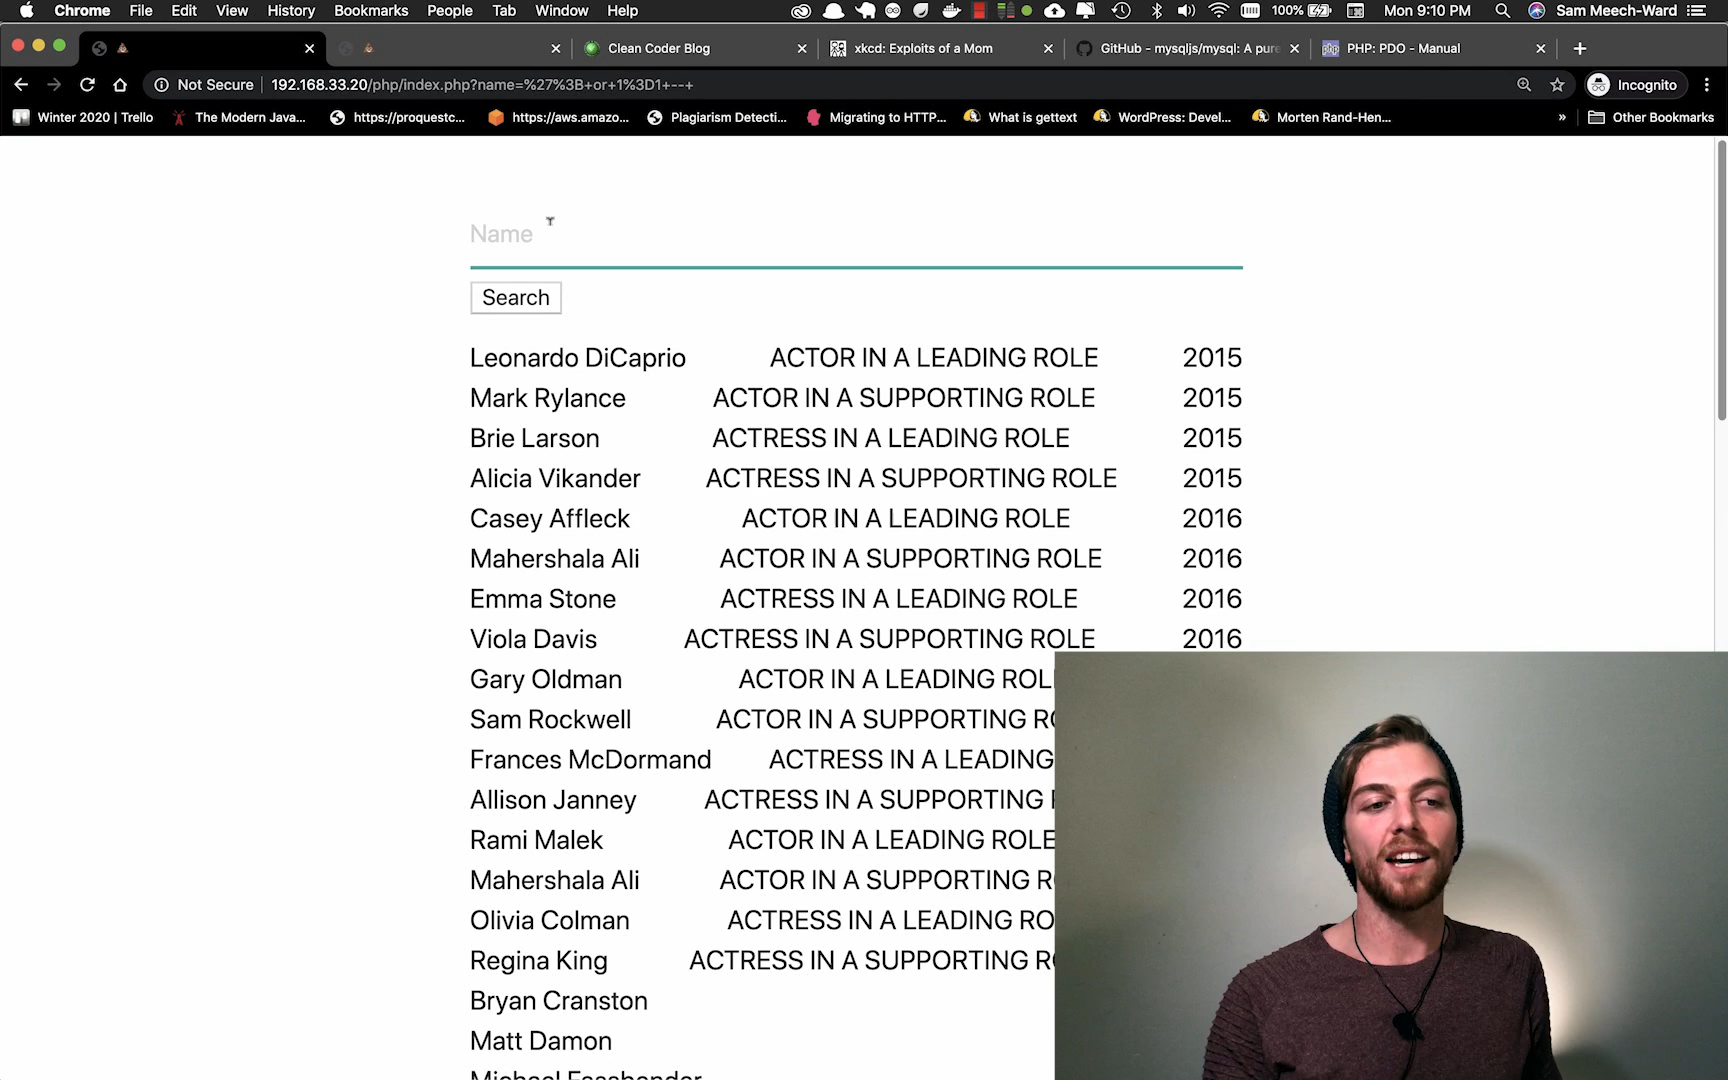 Chrome File Edit View History Bookmarks People Tab Window Help 100% Mon 9:10 PM Sam Meech-Ward
Clean Coder Blog xkcd: Exploits of a Mom GitHub - mysqljs/mysql: A pure php PHP: PDO - Manual
Not Secure 192.168.33.20/php/index.php?name=%27%3B+or+1%3D1+--+ Incognito
Winter 2020 | Trello The Modern Java... https://proquestc... https://aws.amazo... Plagiarism Detecti... Migrating to HTTP... What is gettext WordPress: Devel... Morten Rand-Hen... » Other Bookmarks
Name
Search
Leonardo DiCaprio ACTOR IN A LEADING ROLE 2015
Mark Rylance ACTOR IN A SUPPORTING ROLE 2015
Brie Larson ACTRESS IN A LEADING ROLE 2015
Alicia Vikander ACTRESS IN A SUPPORTING ROLE 2015
Casey Affleck ACTOR IN A LEADING ROLE 2016
Mahershala Ali ACTOR IN A SUPPORTING ROLE 2016
Emma Stone ACTRESS IN A LEADING ROLE 2016
Viola Davis ACTRESS IN A SUPPORTING ROLE 2016
Gary Oldman ACTOR IN A LEADING ROL
Sam Rockwell ACTOR IN A SUPPORTING R
Frances McDormand ACTRESS IN A LEADING
Allison Janney ACTRESS IN A SUPPORTING
Rami Malek ACTOR IN A LEADING ROLE
Mahershala Ali ACTOR IN A SUPPORTING R
Olivia Colman ACTRESS IN A LEADING RO
Regina King ACTRESS IN A SUPPORTING R
Bryan Cranston
Matt Damon
Michael Fassbender